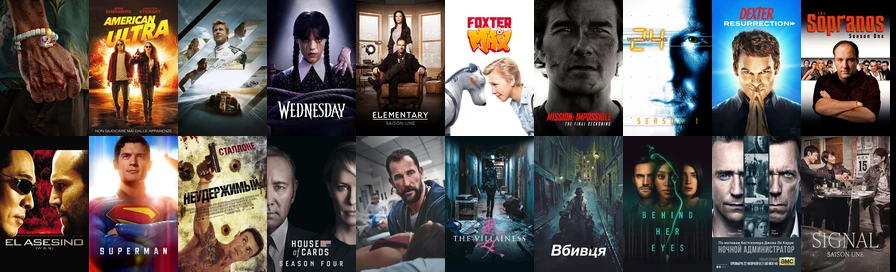 AMERICAN
ULTRA
NON GIUDICARE MAI DALLE APPARENZE
WEDNESDAY
ELEMENTARY
SAISON UNE
FOXTER
& MAX
MISSION: IMPOSSIBLE
THE FINAL RECKONING
24
SEASON 1
DEXTER
RESURRECTION
THE
Sopranos
SEASON ONE
EL ASESINO
(WAR)
SUPERMAN
СТАЛЛОНЕ
НЕУДЕРЖИМЫЙ
HOUSE of CARDS
SEASON FOUR
THE VILLAINESS
Вбивця
BEHIND
HER
EYES
НОЧНОЙ АДМИНИСТРАТОР
AMC
15
SIGNAL
SAISON UNE